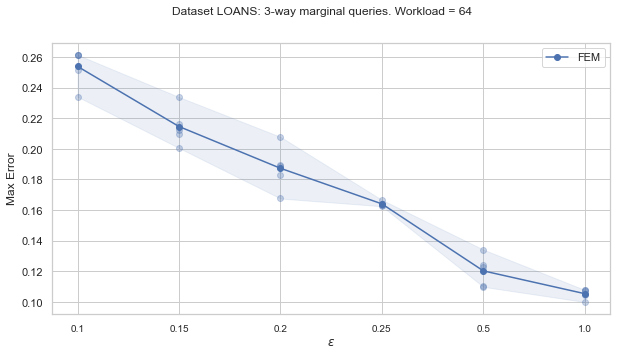 Dataset LOANS: 3-way marginal queries. Workload = 64
FEM
0.26
0.24
0.22
0.20
0.18
0.16
0.14
0.12
0.10
Max Error
0.1 0.15 0.2 0.25 0.5 1.0
ε